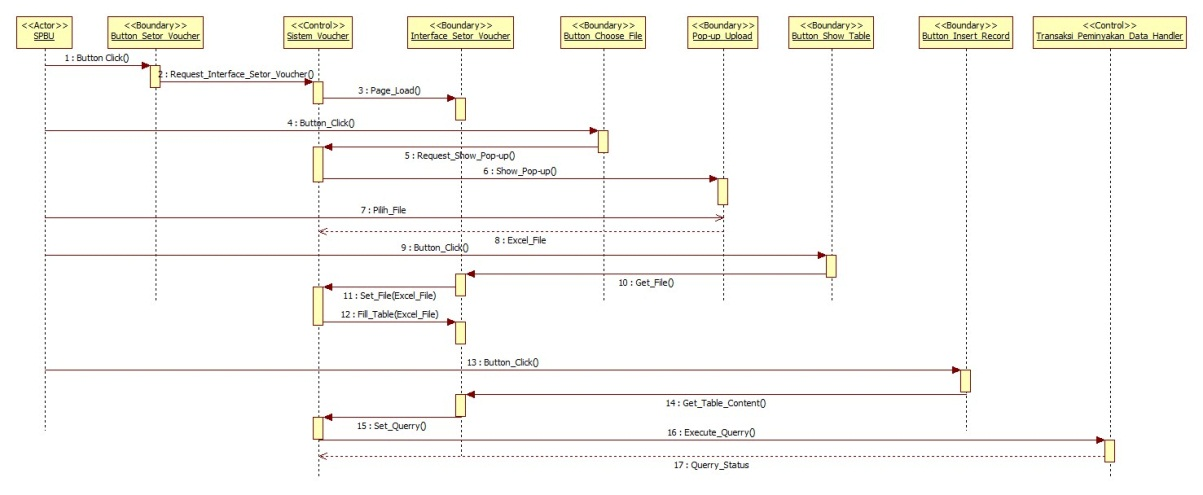 <<Actor>>
SPBU
<<Boundary>>
Button_Setor_Voucher
<<Control>>
Sistem_Voucher
<<Boundary>>
Interface_Setor_Voucher
<<Boundary>>
Button_Choose_File
<<Boundary>>
Pop-up_Upload
<<Boundary>>
Button_Show_Table
<<Boundary>>
Button_Insert_Record
<<Control>>
Transaksi_Peminyakan_Data_Handler
1 : Button Click()
2 : Request_Interface_Setor_Voucher()
3 : Page_Load()
4 : Button_Click()
5 : Request_Show_Pop-up()
6 : Show_Pop-up()
7 : Pilih_File
8 : Excel_File
9 : Button_Click()
10 : Get_File()
11 : Set_File(Excel_File)
12 : Fill_Table(Excel_File)
13 : Button_Click()
14 : Get_Table_Content()
15 : Set_Querry()
16 : Execute_Querry()
17 : Querry_Status